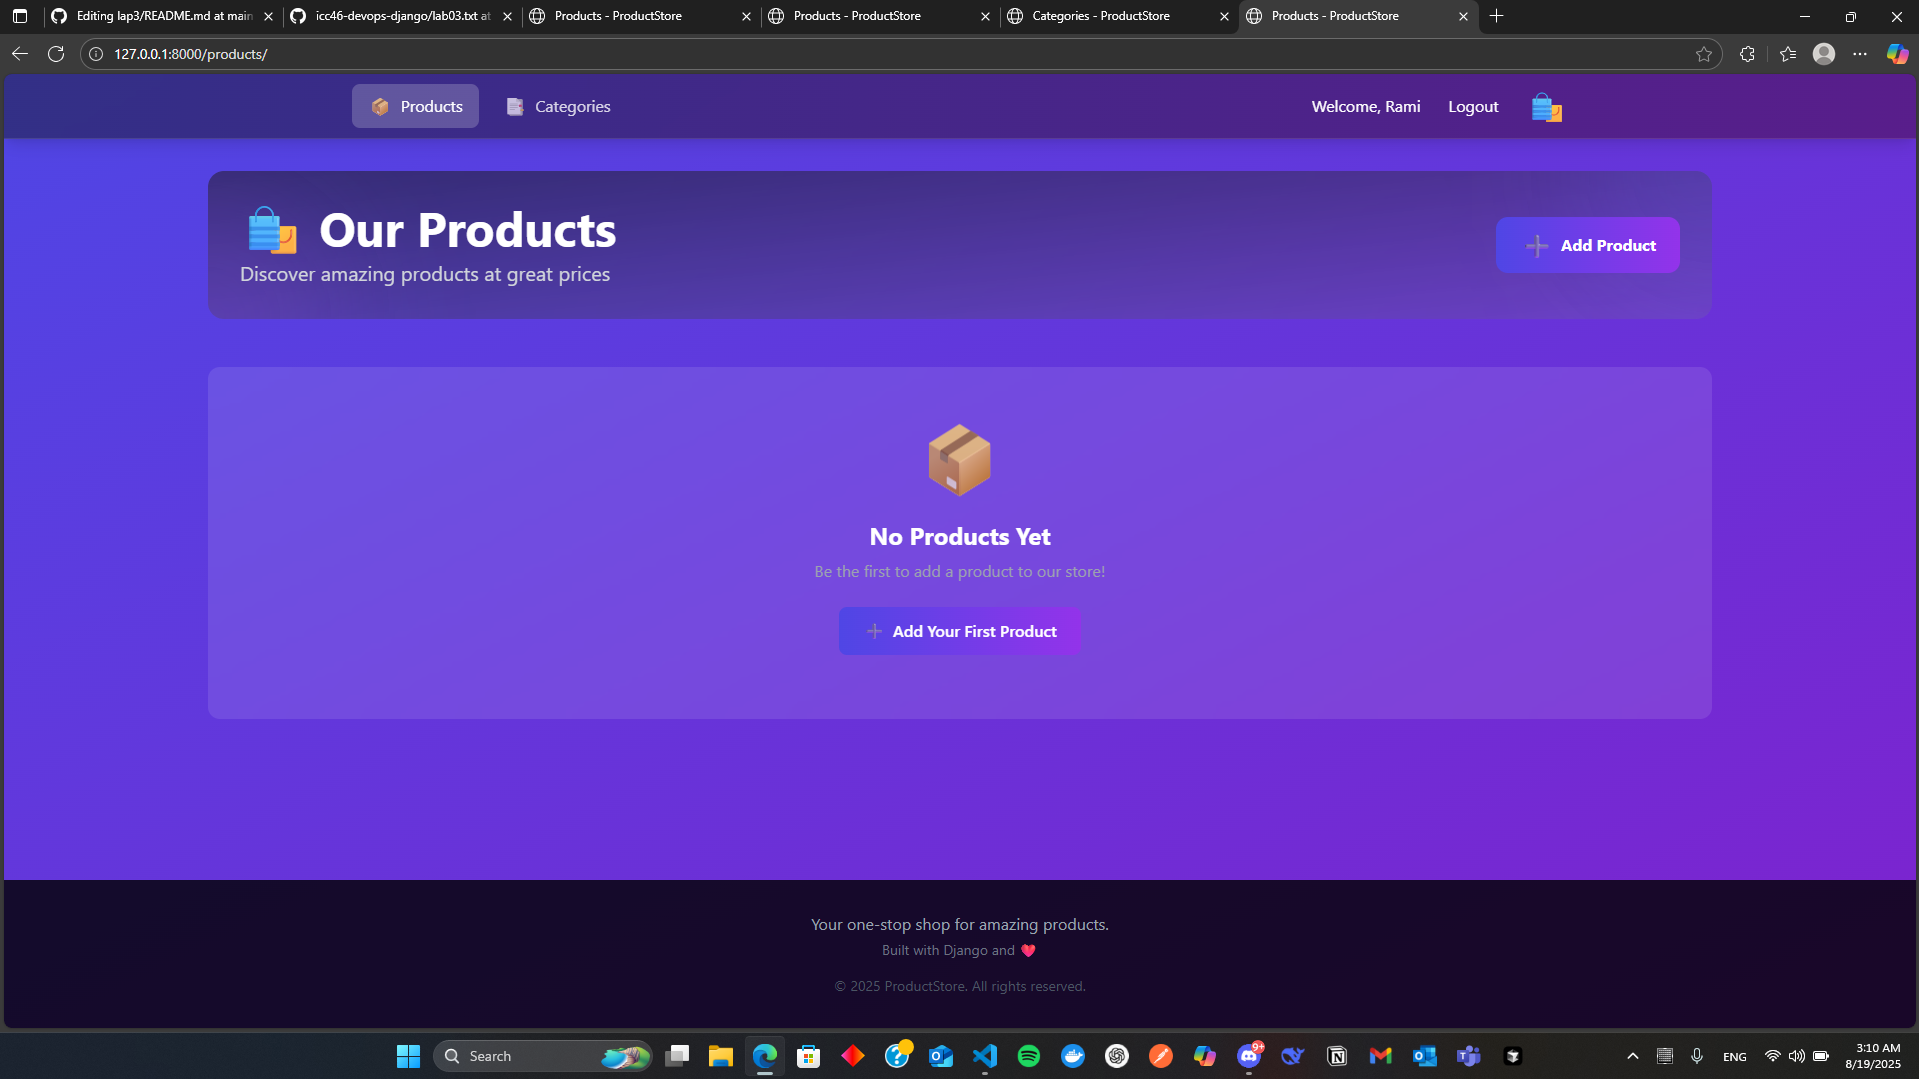 Editing lap3/README.md at main
icc46-devops-django/lab03.txt at
Products - ProductStore
Products - ProductStore
Categories - ProductStore
Products - ProductStore
127.0.0.1:8000/products/
Products
Categories
Welcome, Rami
Logout
Our Products
Discover amazing products at great prices
Add Product
No Products Yet
Be the first to add a product to our store!
Add Your First Product
Your one-stop shop for amazing products.
Built with Django and
© 2025 ProductStore. All rights reserved.
Search
9+
ENG
3:10 AM
8/19/2025